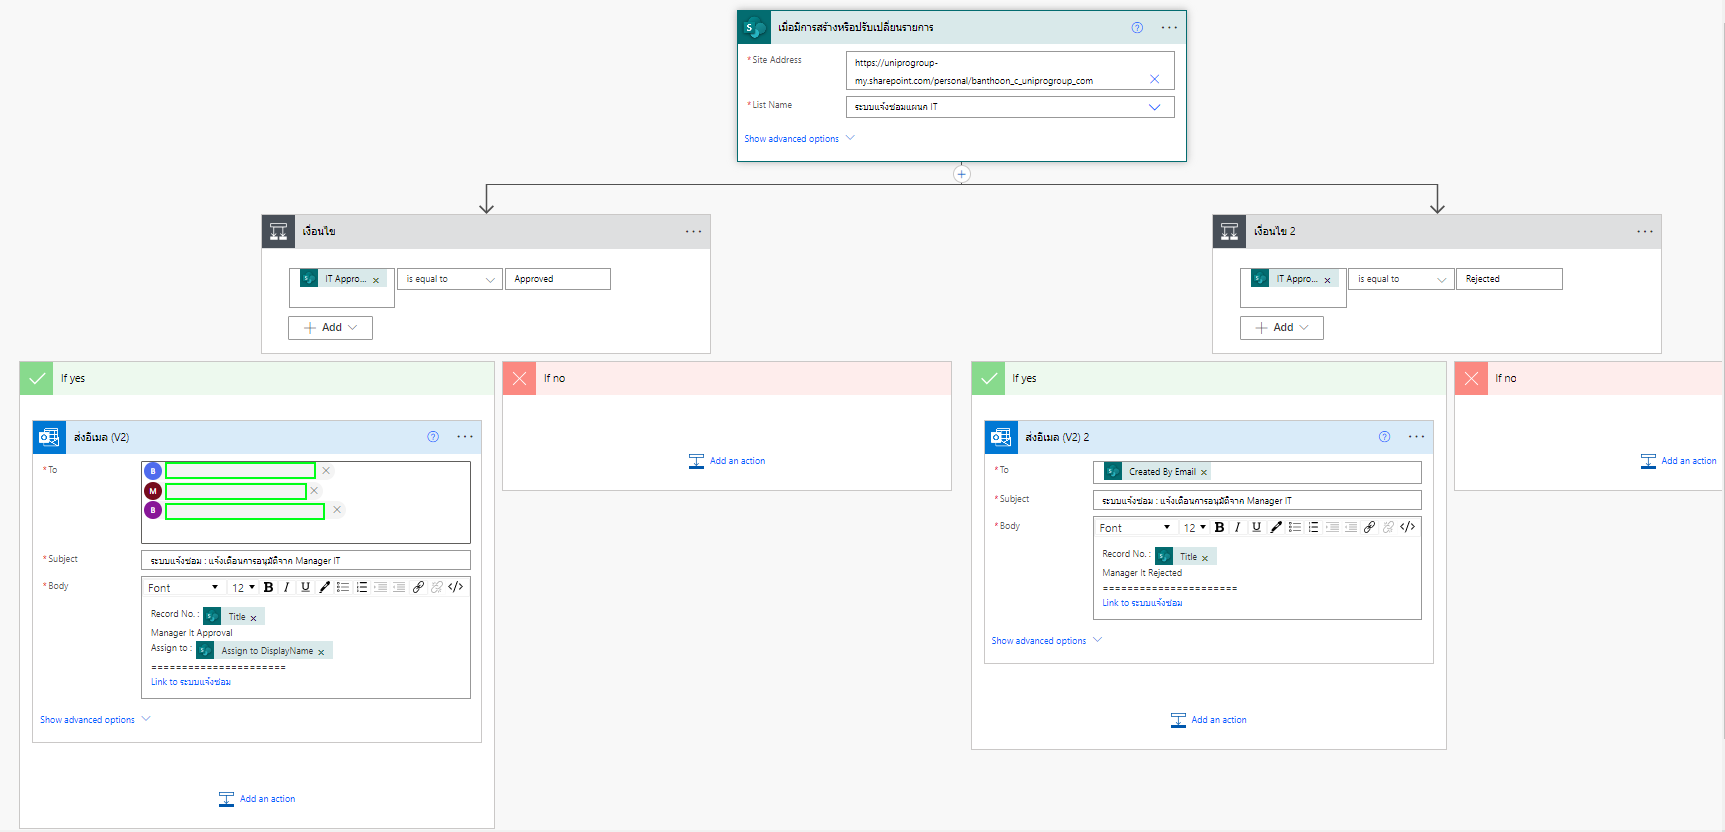 เมื่อมีการสร้างหรือปรับเปลี่ยนรายการ
* Site Address
https://uniprogroup-
my.sharepoint.com/personal/banthoon_c_uniprogroup_com
* List Name
ระบบแจ้งซ่อมแผนก IT
Show advanced options
เงื่อนไข
IT Appro...
is equal to
Approved
Add
If yes
If no
Add an action
ส่งอีเมล (V2)
* To
B
M
B
* Subject
ระบบแจ้งซ่อม : แจ้งเตือนการอนุมัติจาก Manager IT
* Body
Font 12 B I U </>
Record No. : Title
Manager It Approval
Assign to : Assign to DisplayName
======================
Link to ระบบแจ้งซ่อม
Show advanced options
Add an action
เงื่อนไข 2
IT Appro...
is equal to
Rejected
Add
If yes
If no
Add an action
ส่งอีเมล (V2) 2
* To
Created By Email
* Subject
ระบบแจ้งซ่อม : แจ้งเตือนการอนุมัติจาก Manager IT
* Body
Font 12 B I U </>
Record No. : Title
Manager It Rejected
======================
Link to ระบบแจ้งซ่อม
Show advanced options
Add an action